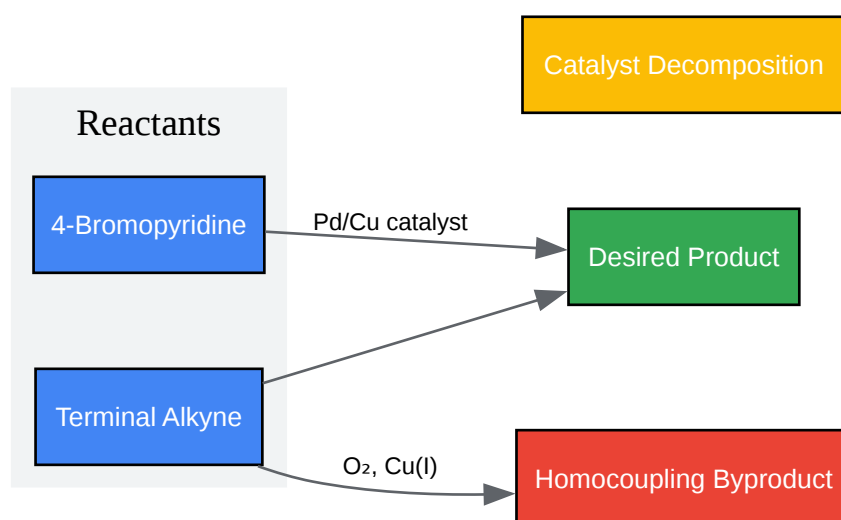 Catalyst Decomposition
Reactants
4-Bromopyridine
Pd/Cu catalyst
Desired Product
Terminal Alkyne
O₂, Cu(I)
Homocoupling Byproduct